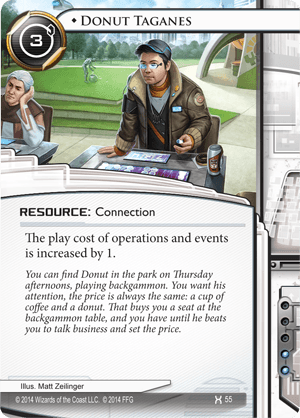 3
• Donut Taganes
RESOURCE: Connection
The play cost of operations and events
is increased by 1.
You can find Donut in the park on Thursday
afternoons, playing backgammon. You want his
attention, the price is always the same: a cup of
coffee and a donut. That buys you a seat at the
backgammon table, and you have until he beats
you to talk business and set the price.
Illus. Matt Zeilinger
© 2014 Wizards of the Coast LLC. © 2014 FFG 55